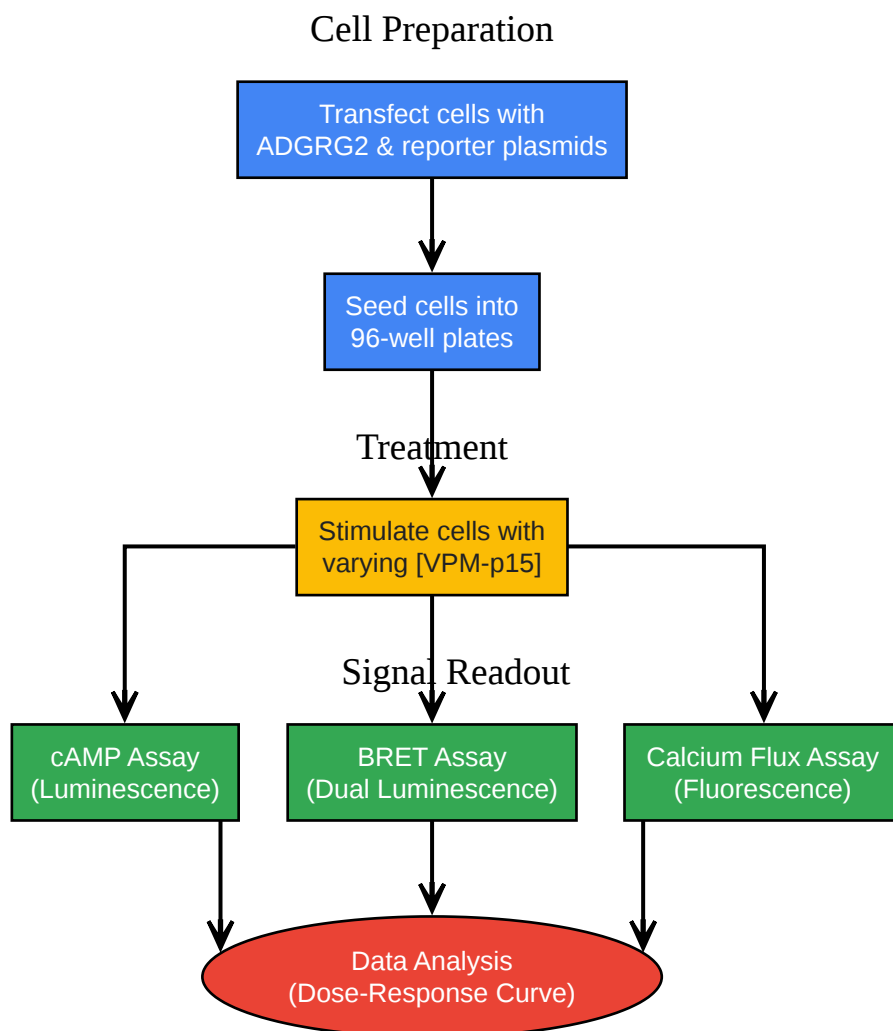 Cell Preparation
Transfect cells with
ADGRG2 & reporter plasmids
Seed cells into
96-well plates
Treatment
Stimulate cells with
varying [VPM-p15]
Signal Readout
cAMP Assay
(Luminescence)
BRET Assay
(Dual Luminescence)
Calcium Flux Assay
(Fluorescence)
Data Analysis
(Dose-Response Curve)